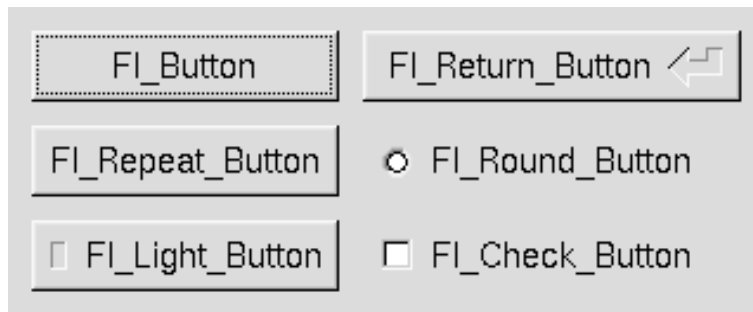 Fl_Button
Fl_Return_Button
Fl_Repeat_Button
Fl_Round_Button
Fl_Light_Button
Fl_Check_Button